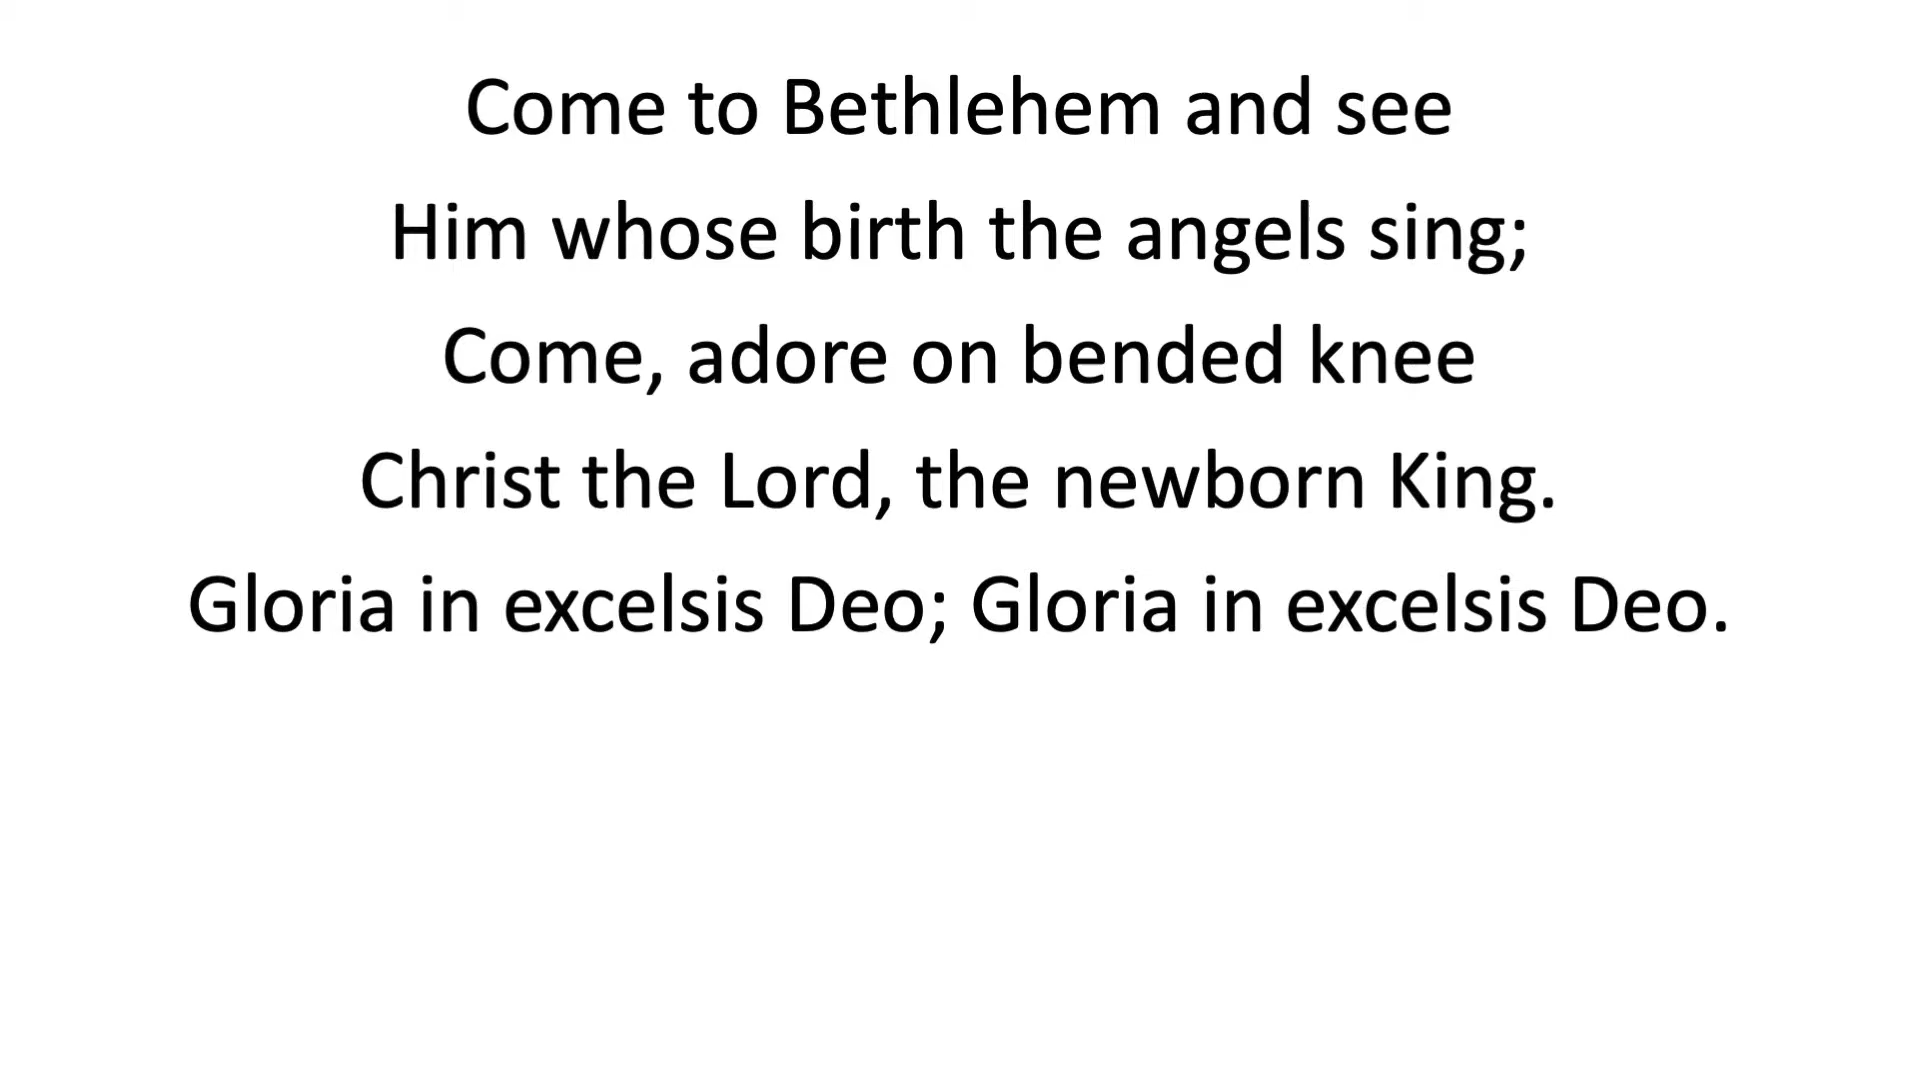 Come to Bethlehem and see
Him whose birth the angels sing;
Come, adore on bended knee
Christ the Lord, the newborn King.
Gloria in excelsis Deo; Gloria in excelsis Deo.